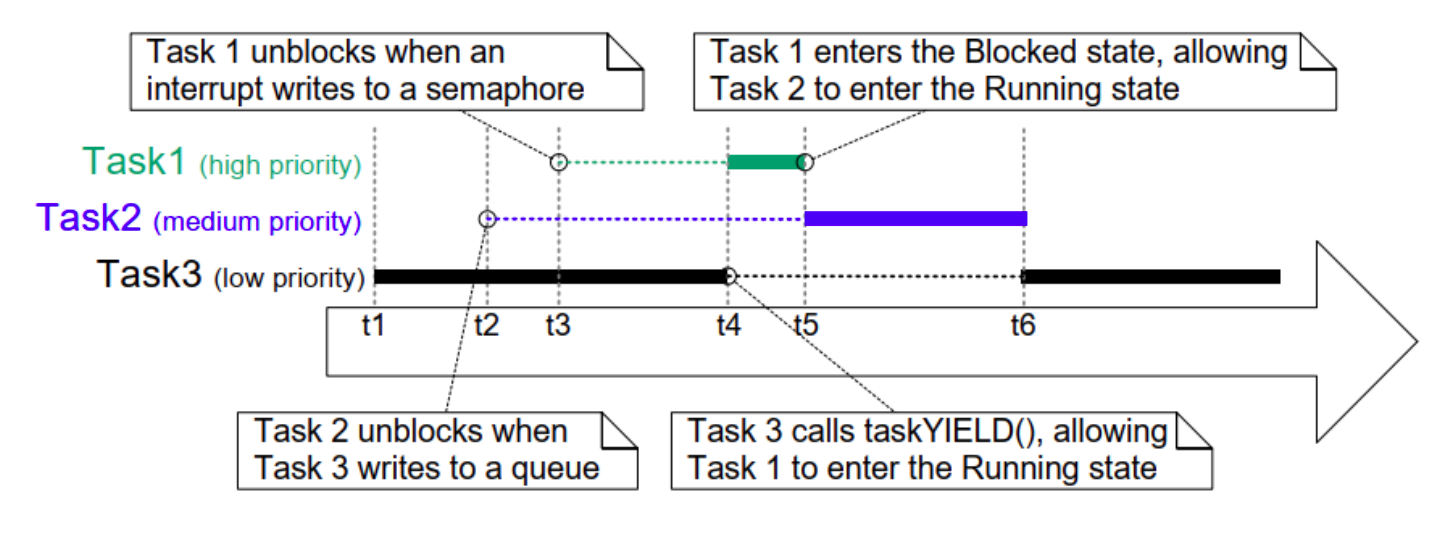 Task 1 unblocks when an
interrupt writes to a semaphore
Task 1 enters the Blocked state, allowing
Task 2 to enter the Running state
Task1 (high priority)
Task2 (medium priority)
Task3 (low priority)
t1 t2 t3 t4 t5 t6
Task 2 unblocks when
Task 3 writes to a queue
Task 3 calls taskYIELD(), allowing
Task 1 to enter the Running state